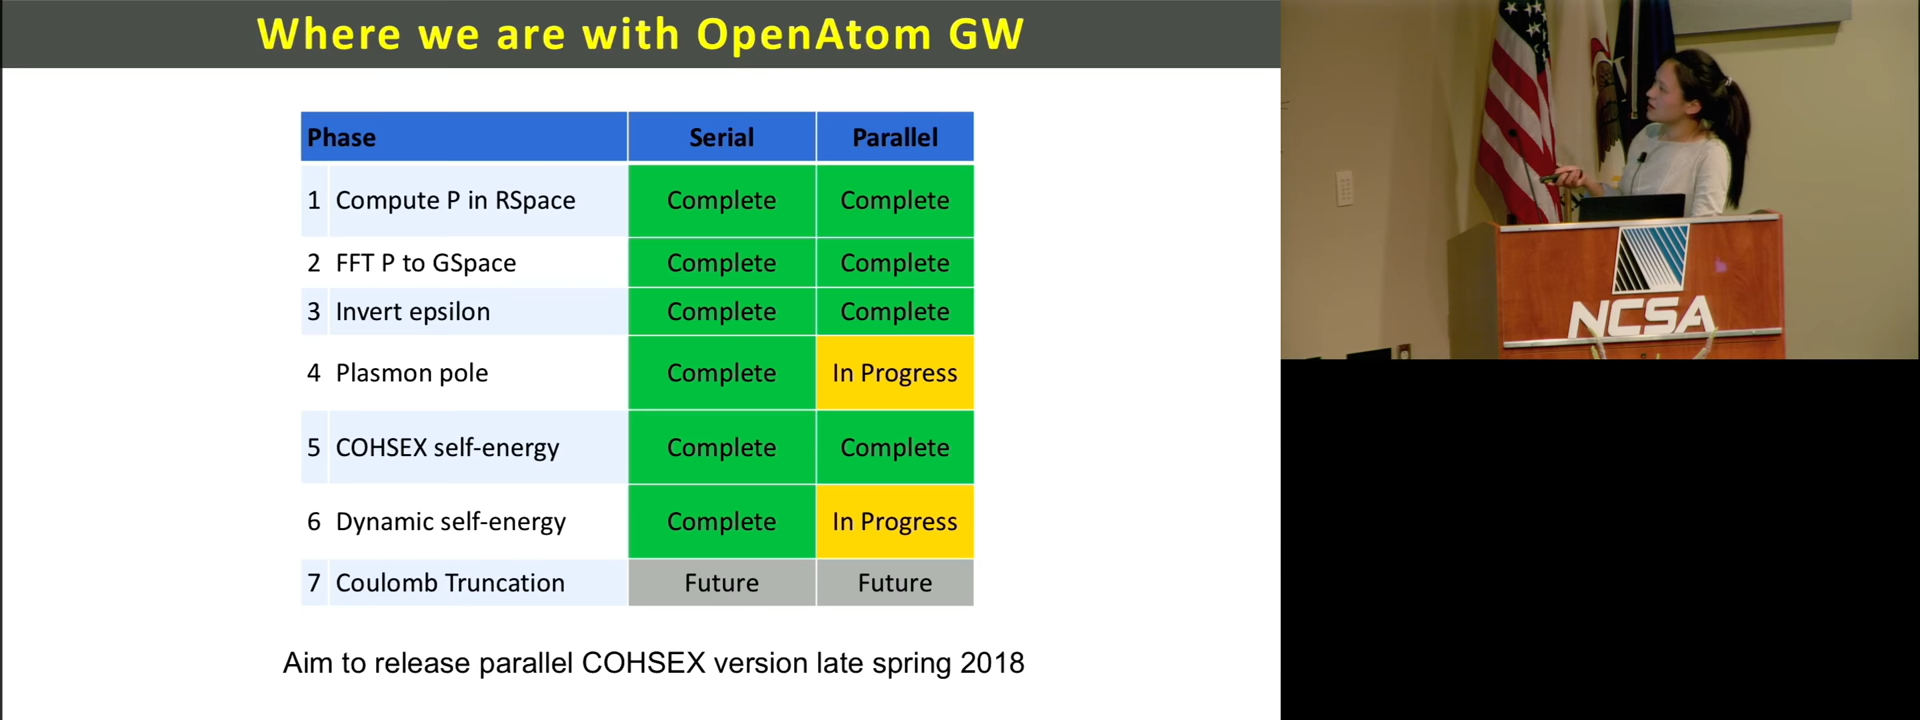 Where we are with OpenAtom GW
Phase Serial Parallel
1 Compute P in RSpace Complete Complete
2 FFT P to GSpace Complete Complete
3 Invert epsilon Complete Complete
4 Plasmon pole Complete In Progress
5 COHSEX self-energy Complete Complete
6 Dynamic self-energy Complete In Progress
7 Coulomb Truncation Future Future
Aim to release parallel COHSEX version late spring 2018
NCSA